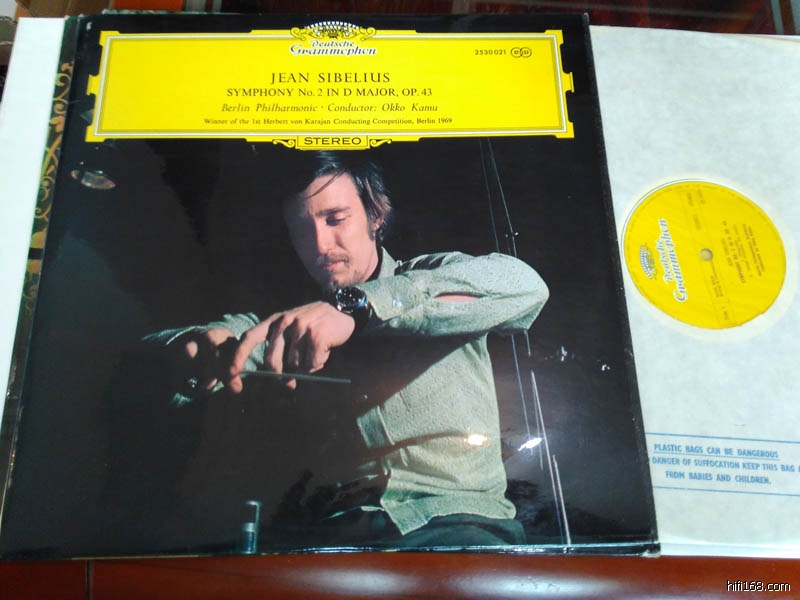 Deutsche
Grammophon
2530 021
JEAN SIBELIUS
SYMPHONY No. 2 IN D MAJOR, OP. 43
Berlin Philharmonic · Conductor: Okko Kamu
Winner of the 1st Herbert von Karajan Conducting Competition, Berlin 1969
STEREO
Deutsche
Grammophon
PLASTIC BAGS CAN BE DANGEROUS
DANGER OF SUFFOCATION KEEP THIS BAG
FROM BABIES AND CHILDREN.
hifi168.com